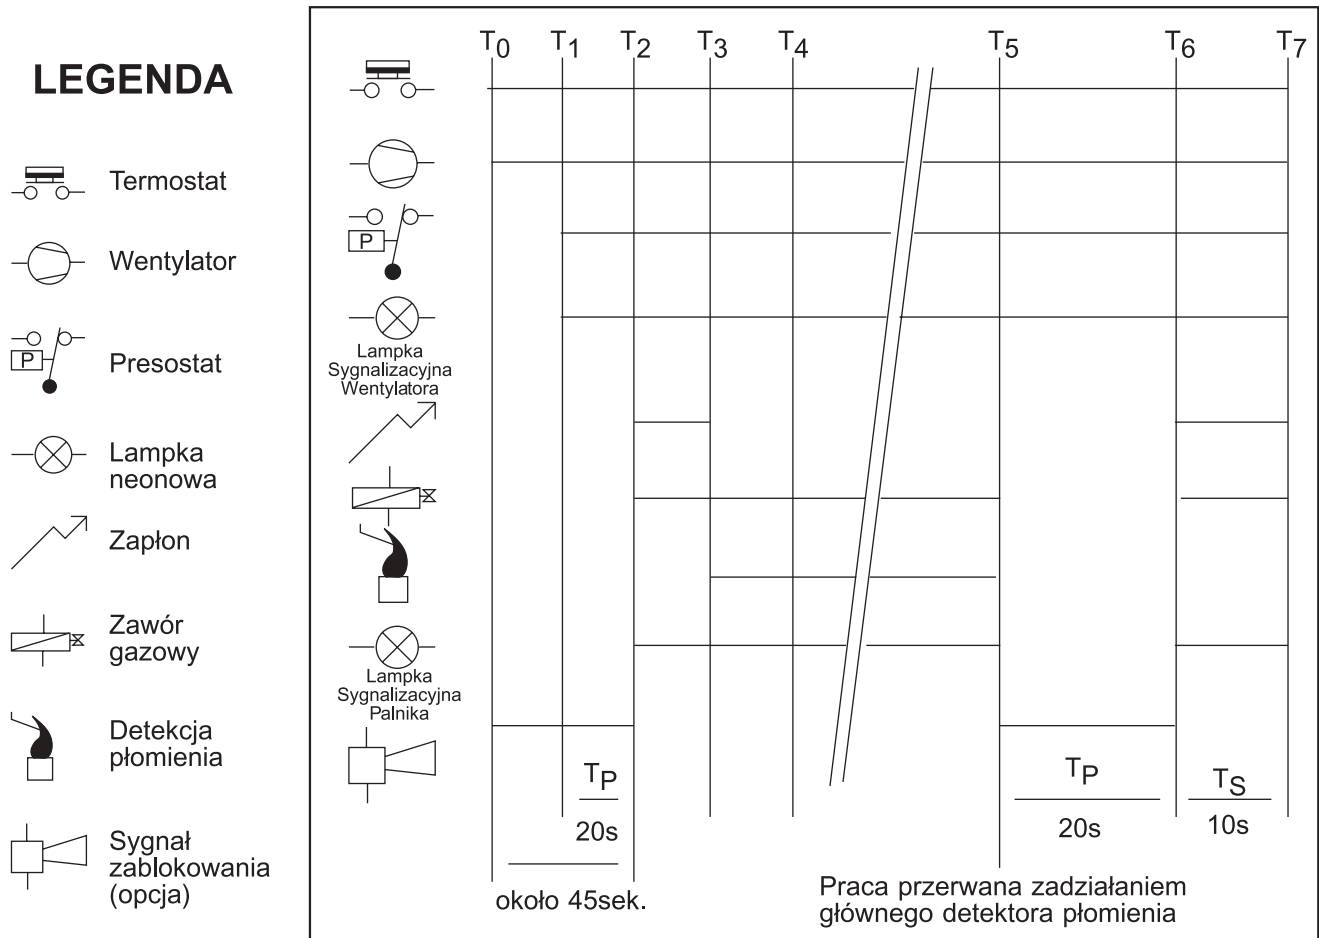 LEGENDA
Termostat
Wentylator
P
Presostat
Lampka
neonowa
Zapłon
Zawór
gazowy
Detekcja
płomienia
Sygnał
zablokowania
(opcja)
T0 T1 T2 T3 T4 T5 T6 T7
P
Lampka
Sygnalizacyjna
Wentylatora
Lampka
Sygnalizacyjna
Palnika
TP
20s
około 45sek.
TP
20s
TS
10s
Praca przerwana zadziałaniem
głównego detektora płomienia